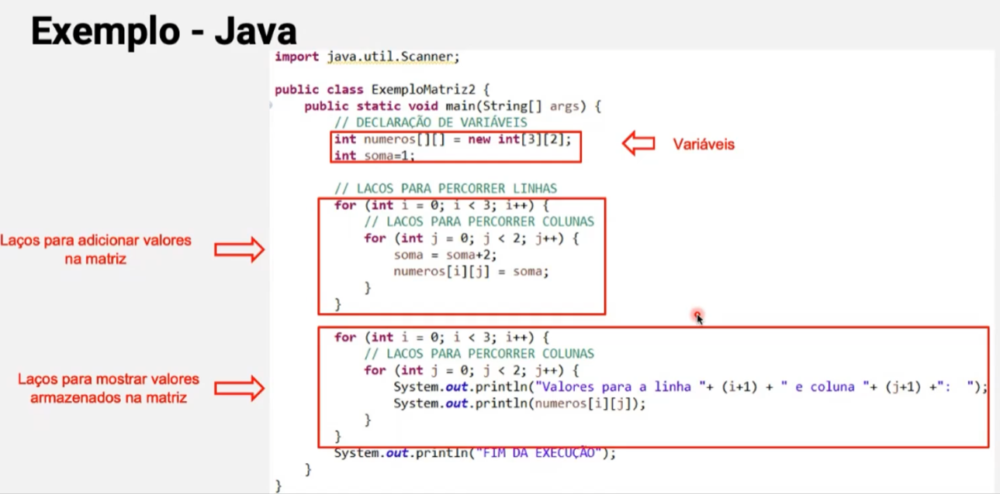 Exemplo - Java
import java.util.Scanner;
public class ExemploMatriz2 {
public static void main(String[] args) {
// DECLARAÇÃO DE VARIÁVEIS
int numeros[][] = new int[3][2];
int soma=1;
Variáveis
// LACOS PARA PERCORRER LINHAS
for (int i = 0; i < 3; i++) {
// LACOS PARA PERCORRER COLUNAS
for (int j = 0; j < 2; j++) {
soma = soma+2;
numeros[i][j] = soma;
}
}
Laços para adicionar valores
na matriz
for (int i = 0; i < 3; i++) {
// LACOS PARA PERCORRER COLUNAS
for (int j = 0; j < 2; j++) {
System.out.println("Valores para a linha "+ (i+1) + " e coluna "+ (j+1) +":  ");
System.out.println(numeros[i][j]);
}
}
Laços para mostrar valores
armazenados na matriz
System.out.println("FIM DA EXECUÇÃO");
}
}